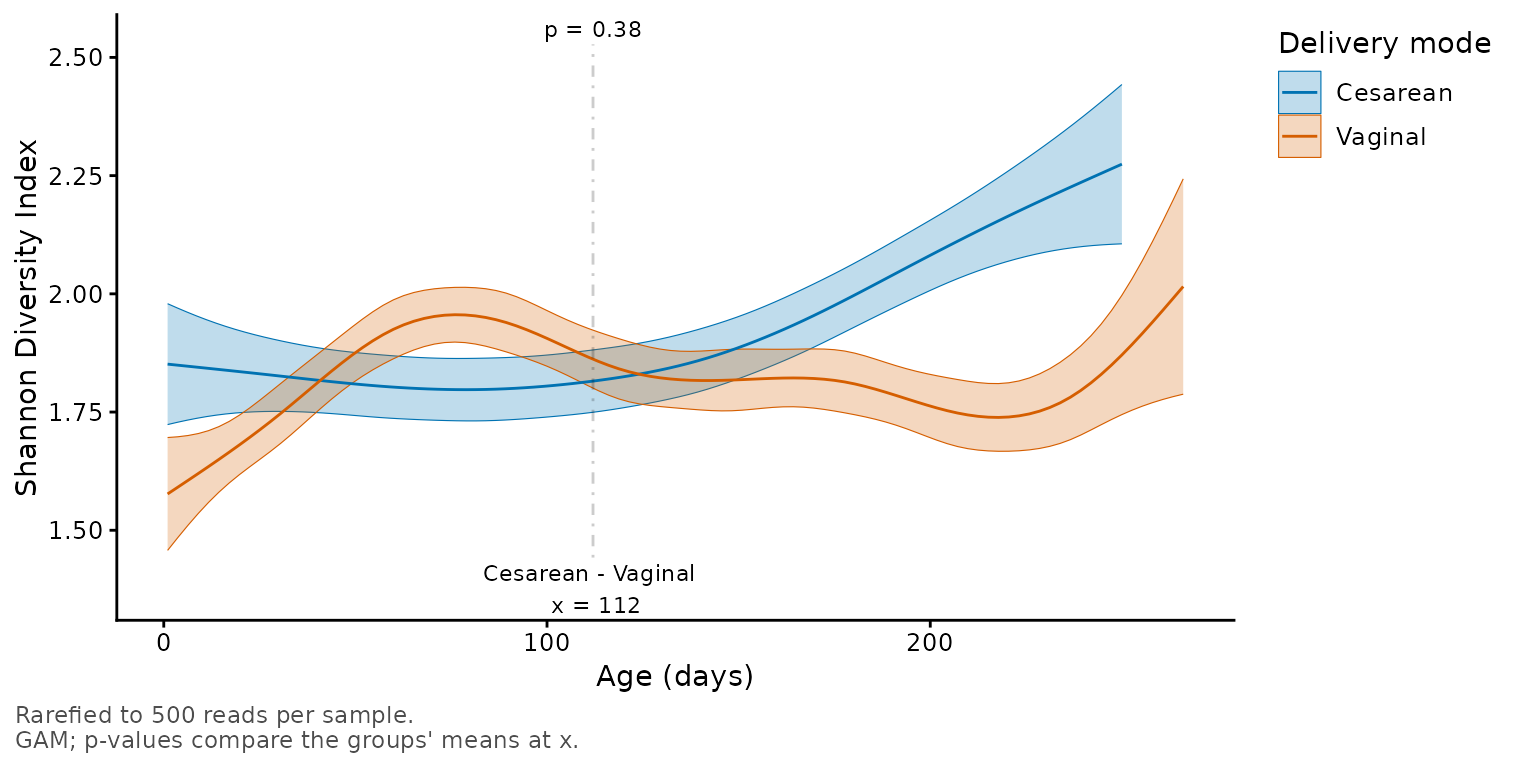 p = 0.38
2.50
2.25
2.00
1.75
1.50
Shannon Diversity Index
Cesarean - Vaginal
x = 112
0
100
200
Age (days)
Delivery mode
Cesarean
Vaginal
Rarefied to 500 reads per sample.
GAM; p-values compare the groups' means at x.